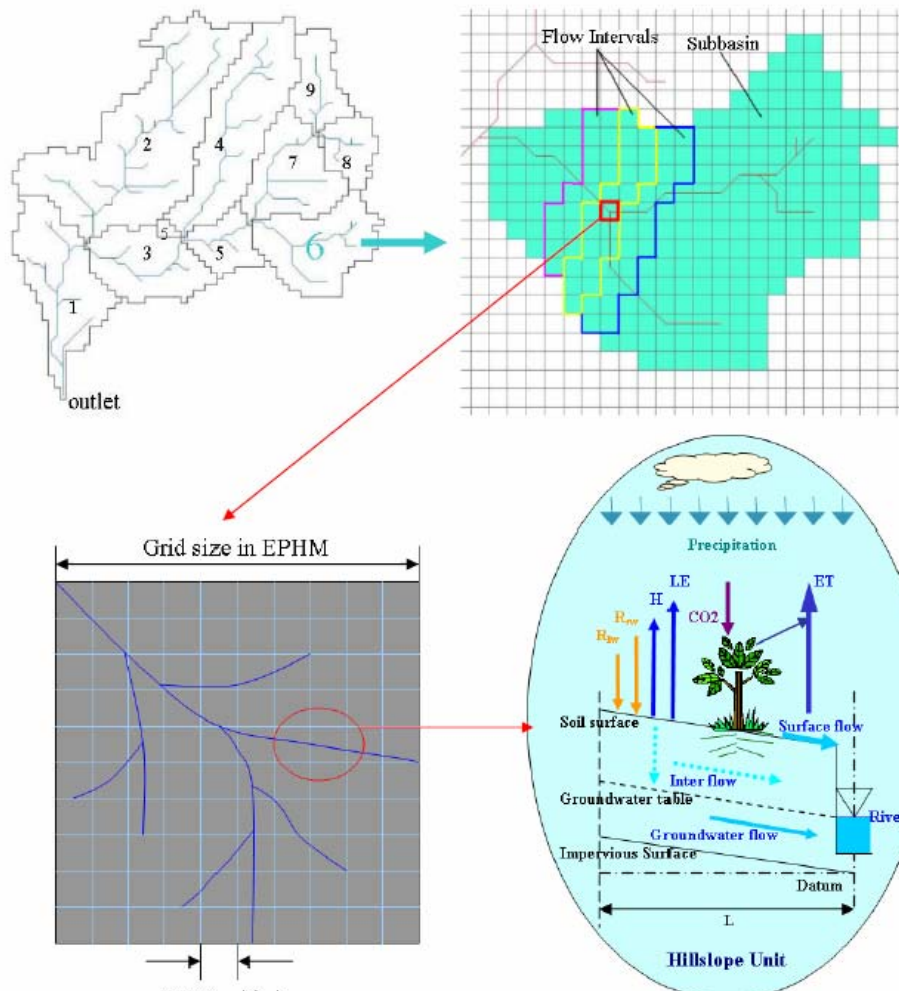 9
2
4
7
8
5
3
5
6
1
outlet
Flow Intervals
Subbasin
Grid size in EPHM
Precipitation
LE
ET
H
CO2
Rsw
Rlw
Soil surface
Surface flow
Inter flow
Groundwater table
Rive
Groundwater flow
Impervious Surface
Datum
L
Hillslope Unit